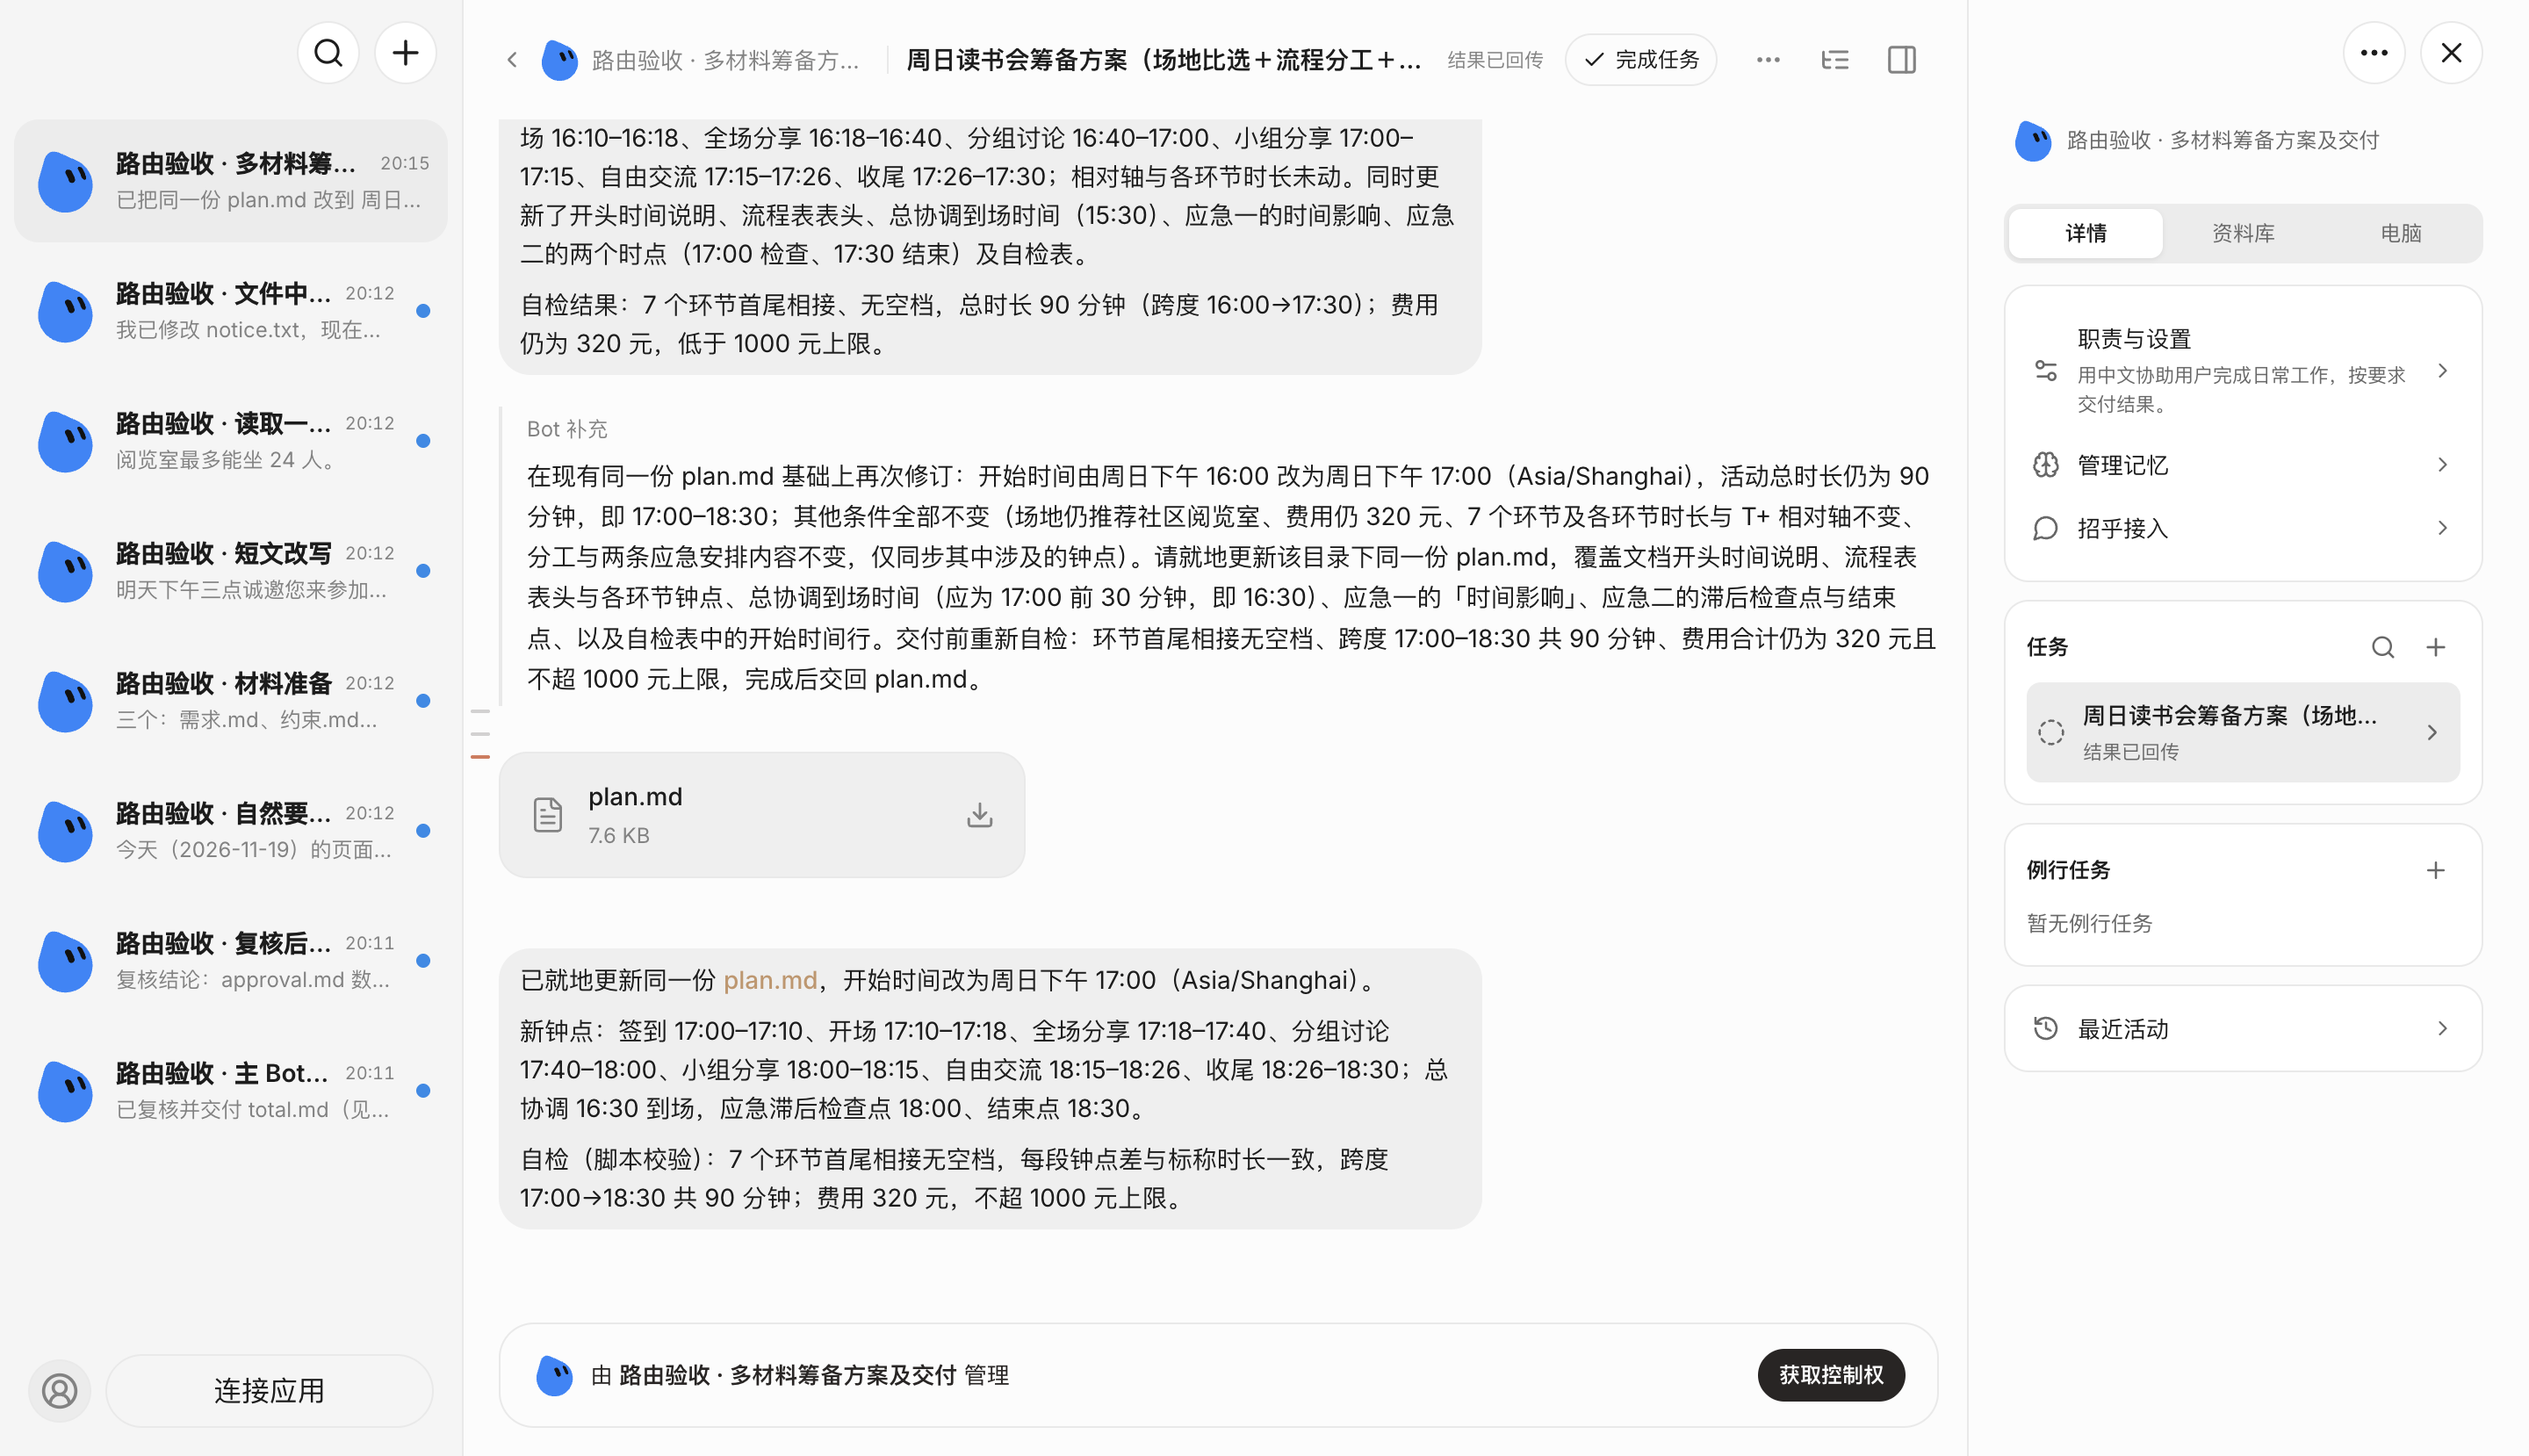 路由验收 · 多材料筹...
20:15
已把同一份 plan.md 改到 周日...
路由验收 · 文件中...
20:12
我已修改 notice.txt，现在...
路由验收 · 读取一...
20:12
阅览室最多能坐 24 人。
路由验收 · 短文改写
20:12
明天下午三点诚邀您来参加...
路由验收 · 材料准备
20:12
三个：需求.md、约束.md...
路由验收 · 自然要...
20:12
今天（2026-11-19）的页面...
路由验收 · 复核后...
20:11
复核结论：approval.md 数...
路由验收 · 主 Bot...
20:11
已复核并交付 total.md（见...
连接应用
路由验收 · 多材料筹备方...
周日读书会筹备方案（场地比选＋流程分工＋...
结果已回传
完成任务
场 16:10–16:18、全场分享 16:18–16:40、分组讨论 16:40–17:00、小组分享 17:00–
17:15、自由交流 17:15–17:26、收尾 17:26–17:30；相对轴与各环节时长未动。同时更
新了开头时间说明、流程表表头、总协调到场时间（15:30）、应急一的时间影响、应急
二的两个时点（17:00 检查、17:30 结束）及自检表。
自检结果：7 个环节首尾相接、无空档，总时长 90 分钟（跨度 16:00→17:30）；费用
仍为 320 元，低于 1000 元上限。
Bot 补充
在现有同一份 plan.md 基础上再次修订：开始时间由周日下午 16:00 改为周日下午 17:00（Asia/Shanghai），活动总时长仍为 90
分钟，即 17:00–18:30；其他条件全部不变（场地仍推荐社区阅览室、费用仍 320 元、7 个环节及各环节时长与 T+ 相对轴不变、
分工与两条应急安排内容不变，仅同步其中涉及的钟点）。请就地更新该目录下同一份 plan.md，覆盖文档开头时间说明、流程表
表头与各环节钟点、总协调到场时间（应为 17:00 前 30 分钟，即 16:30）、应急一的「时间影响」、应急二的滞后检查点与结束
点、以及自检表中的开始时间行。交付前重新自检：环节首尾相接无空档、跨度 17:00–18:30 共 90 分钟、费用合计仍为 320 元且
不超 1000 元上限，完成后交回 plan.md。
plan.md
7.6 KB
已就地更新同一份 plan.md，开始时间改为周日下午 17:00（Asia/Shanghai）。
新钟点：签到 17:00–17:10、开场 17:10–17:18、全场分享 17:18–17:40、分组讨论
17:40–18:00、小组分享 18:00–18:15、自由交流 18:15–18:26、收尾 18:26–18:30；总
协调 16:30 到场，应急滞后检查点 18:00、结束点 18:30。
自检（脚本校验）：7 个环节首尾相接无空档，每段钟点差与标称时长一致，跨度
17:00→18:30 共 90 分钟；费用 320 元，不超 1000 元上限。
由 路由验收 · 多材料筹备方案及交付 管理
获取控制权
路由验收 · 多材料筹备方案及交付
详情
资料库
电脑
职责与设置
用中文协助用户完成日常工作，按要求
交付结果。
管理记忆
招乎接入
任务
周日读书会筹备方案（场地...
结果已回传
例行任务
暂无例行任务
最近活动